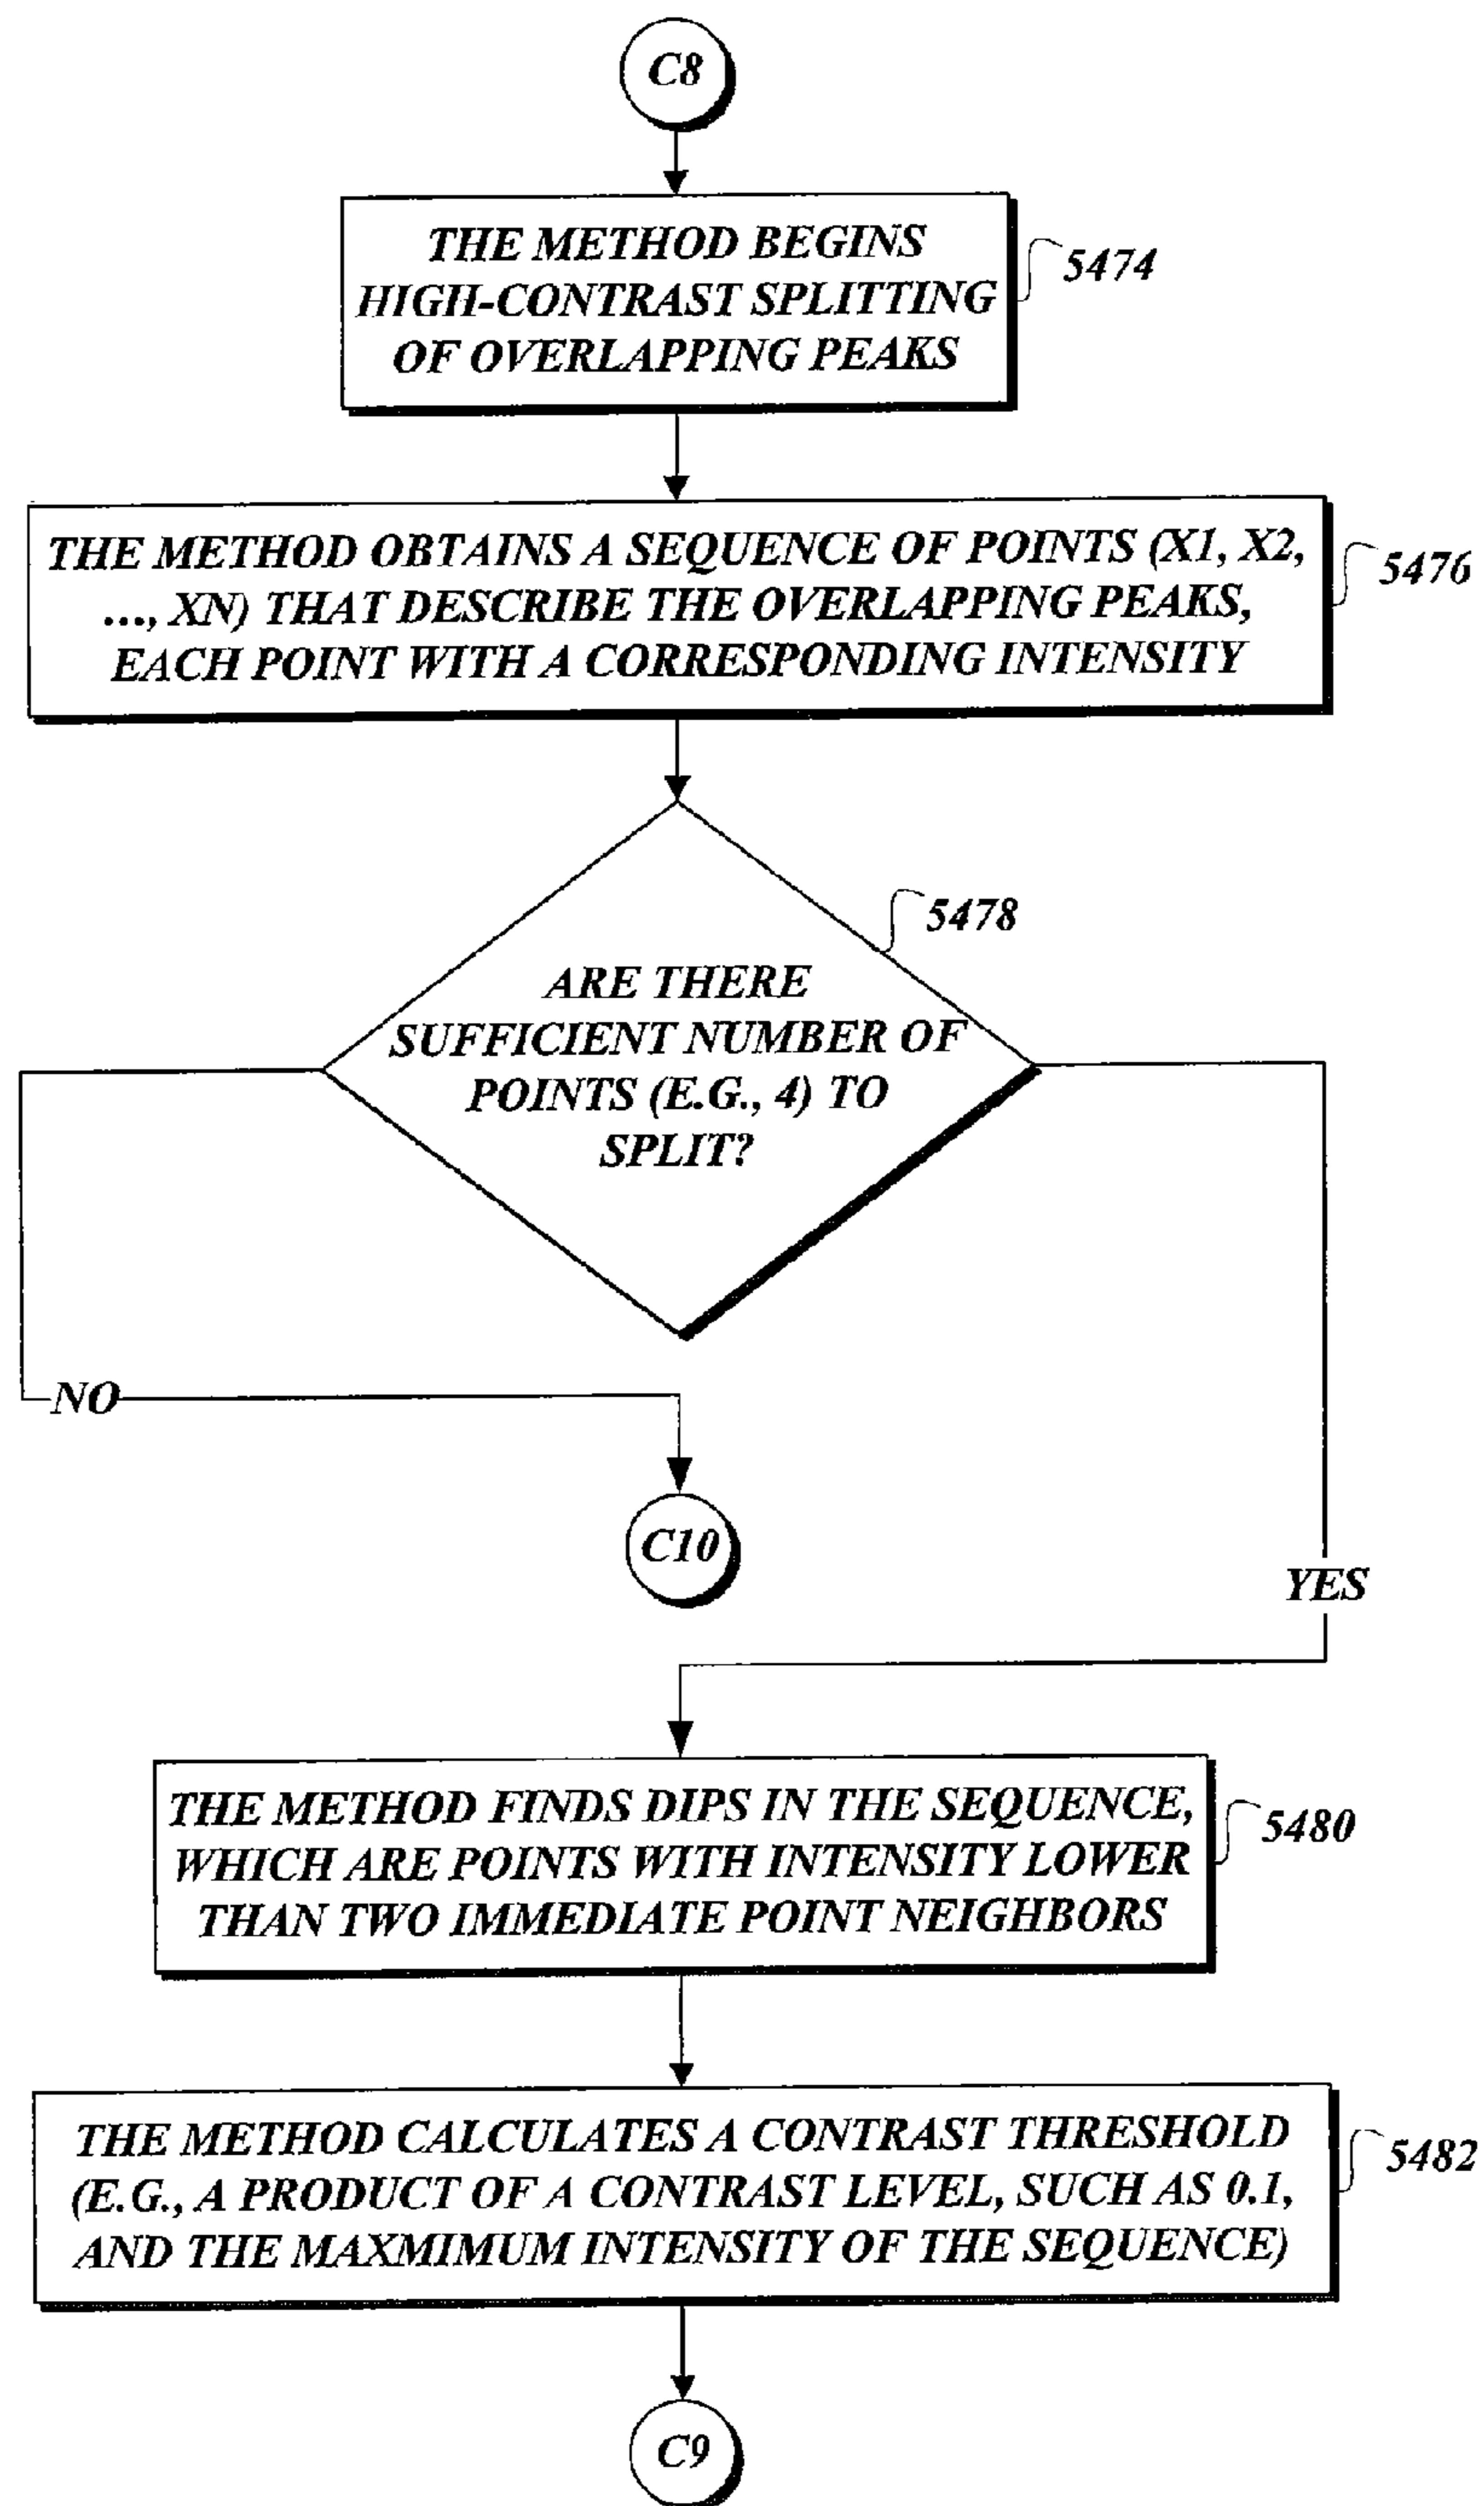 C8
THE METHOD BEGINS
HIGH-CONTRAST SPLITTING
OF OVERLAPPING PEAKS
5474
THE METHOD OBTAINS A SEQUENCE OF POINTS (X1, X2,
..., XN) THAT DESCRIBE THE OVERLAPPING PEAKS,
EACH POINT WITH A CORRESPONDING INTENSITY
5476
5478
ARE THERE
SUFFICIENT NUMBER OF
POINTS (E.G., 4) TO
SPLIT?
NO
C10
YES
THE METHOD FINDS DIPS IN THE SEQUENCE,
WHICH ARE POINTS WITH INTENSITY LOWER
THAN TWO IMMEDIATE POINT NEIGHBORS
5480
THE METHOD CALCULATES A CONTRAST THRESHOLD
(E.G., A PRODUCT OF A CONTRAST LEVEL, SUCH AS 0.1,
AND THE MAXMIMUM INTENSITY OF THE SEQUENCE)
5482
C9